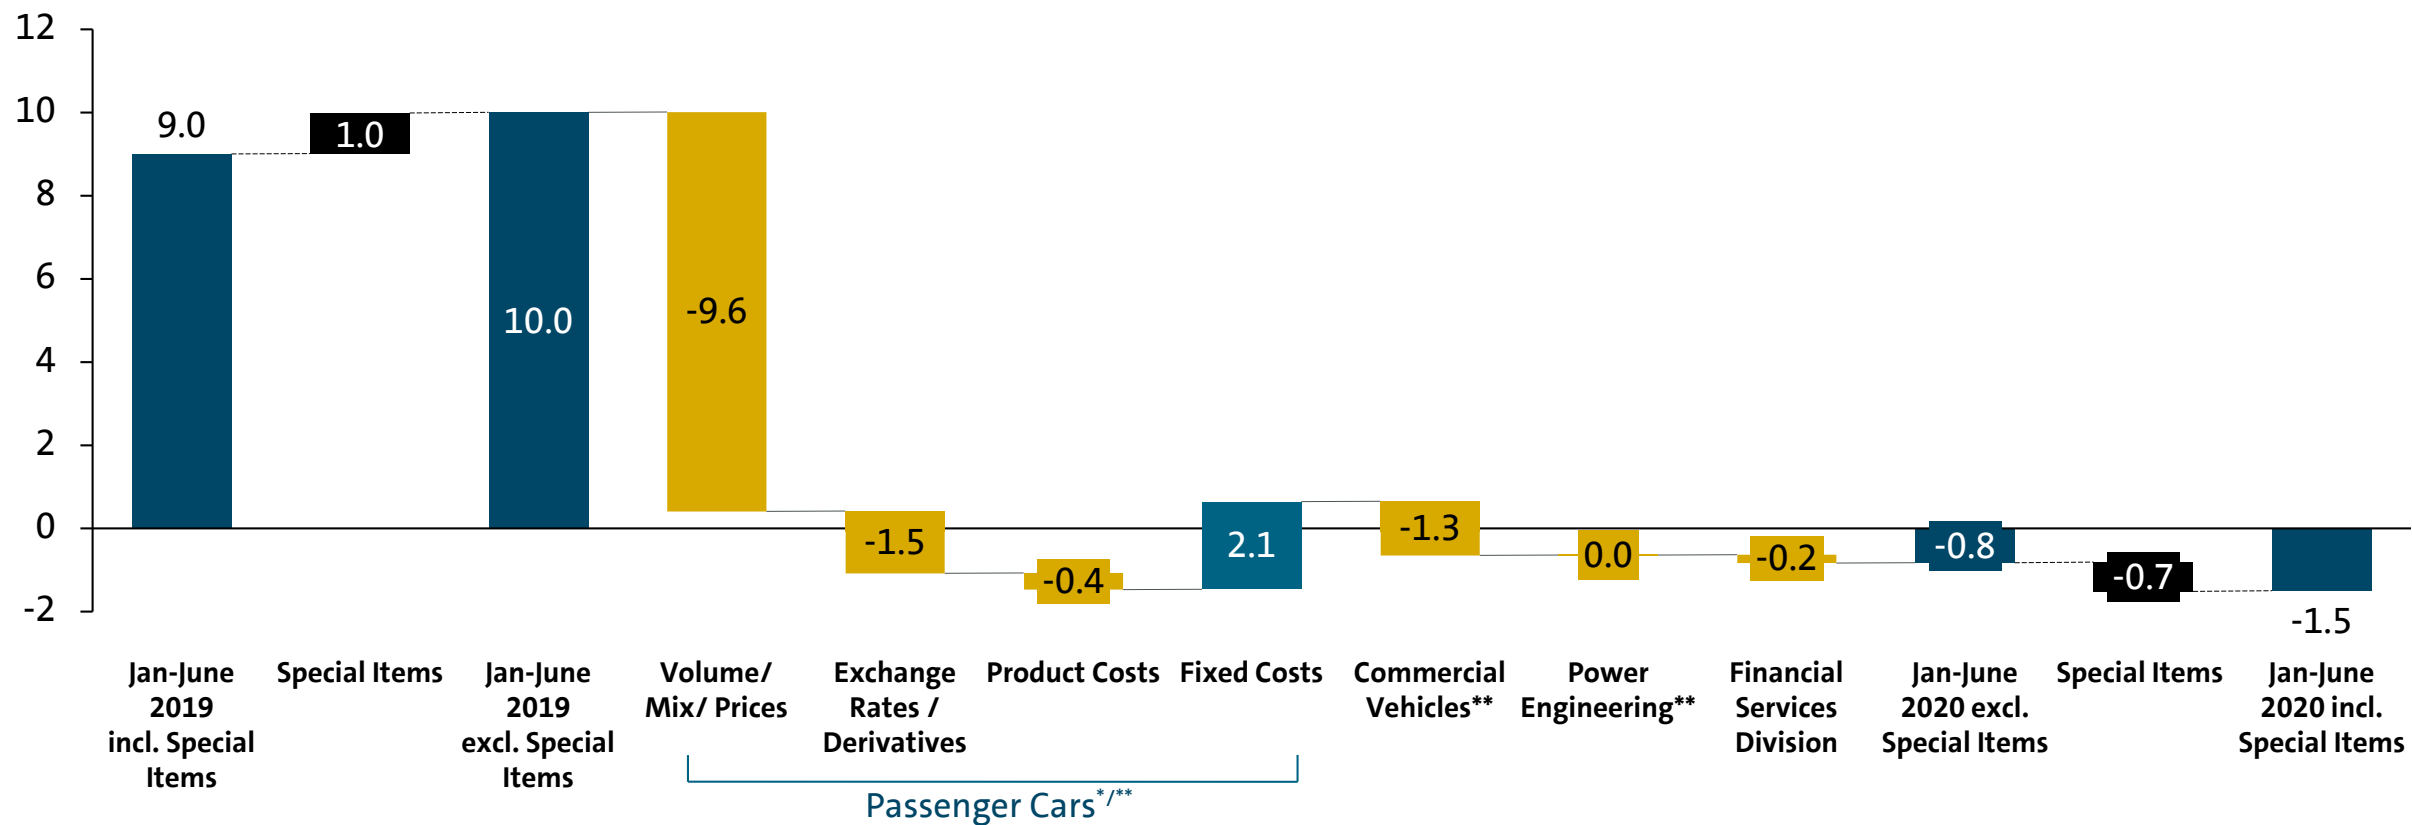 12
10
8
6
4
2
0
-2
9.0
1.0
10.0
-9.6
-1.5
-0.4
2.1
-1.3
0.0
-0.2
-0.8
-0.7
-1.5
Jan-June
2019
incl. Special
Items
Special Items
Jan-June
2019
excl. Special
Items
Volume/
Mix/ Prices
Exchange
Rates /
Derivatives
Product Costs
Fixed Costs
Commercial
Vehicles**
Power
Engineering**
Financial
Services
Division
Jan-June
2020 excl.
Special Items
Special Items
Jan-June
2020 incl.
Special Items
Passenger Cars*/**